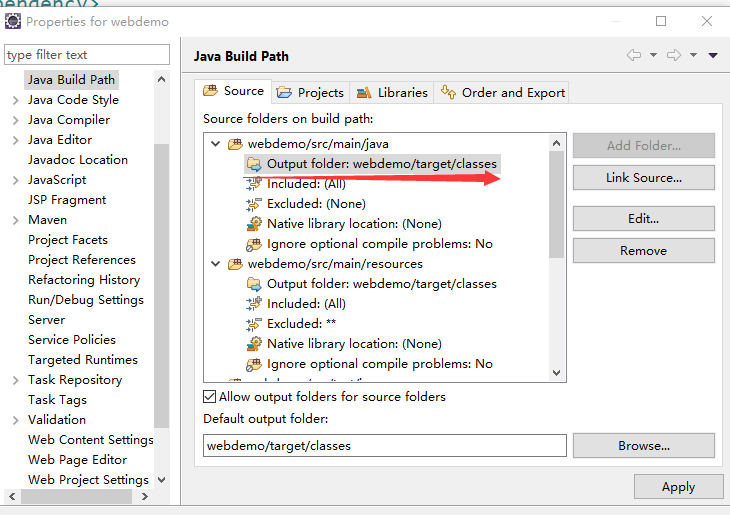 pendency>
Properties for webdemo
type filter text
Java Build Path
Java Code Style
Java Compiler
Java Editor
Javadoc Location
JavaScript
JSP Fragment
Maven
Project Facets
Project References
Refactoring History
Run/Debug Settings
Server
Service Policies
Targeted Runtimes
Task Repository
Task Tags
Validation
Web Content Settings
Web Page Editor
Web Project Settings
Java Build Path
Source
Projects
Libraries
Order and Export
Source folders on build path:
webdemo/src/main/java
Output folder: webdemo/target/classes
Included: (All)
Excluded: (None)
Native library location: (None)
Ignore optional compile problems: No
webdemo/src/main/resources
Output folder: webdemo/target/classes
Included: (All)
Excluded: **
Native library location: (None)
Ignore optional compile problems: No
Add Folder...
Link Source...
Edit...
Remove
Allow output folders for source folders
Default output folder:
webdemo/target/classes
Browse...
Apply